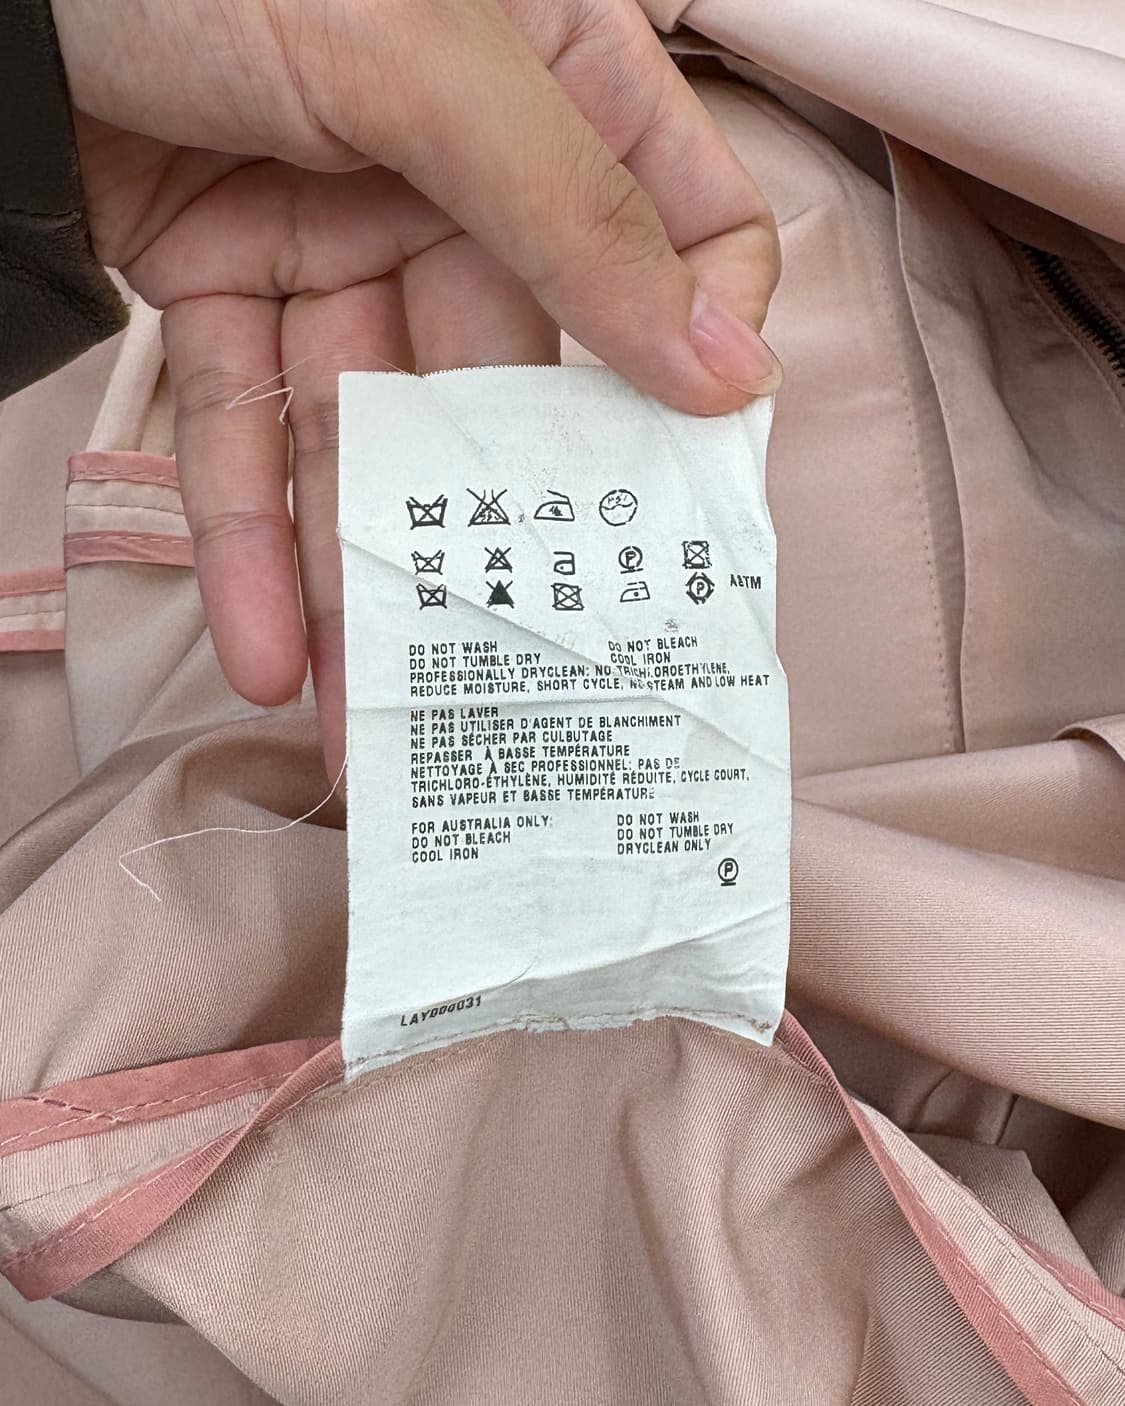 ASTM
DO NOT WASH DO NOT BLEACH
DO NOT TUMBLE DRY COOL IRON
PROFESSIONALLY DRYCLEAN: NO TRICHLOROETHYLENE,
REDUCE MOISTURE, SHORT CYCLE, NO STEAM AND LOW HEAT
NE PAS LAVER
NE PAS UTILISER D'AGENT DE BLANCHIMENT
NE PAS SÉCHER PAR CULBUTAGE
REPASSER À BASSE TEMPÉRATURE
NETTOYAGE À SEC PROFESSIONNEL: PAS DE
TRICHLORO-ÉTHYLÈNE, HUMIDITÉ RÉDUITE, CYCLE COURT,
SANS VAPEUR ET BASSE TEMPÉRATURE
FOR AUSTRALIA ONLY: DO NOT WASH
DO NOT BLEACH DO NOT TUMBLE DRY
COOL IRON DRYCLEAN ONLY
P